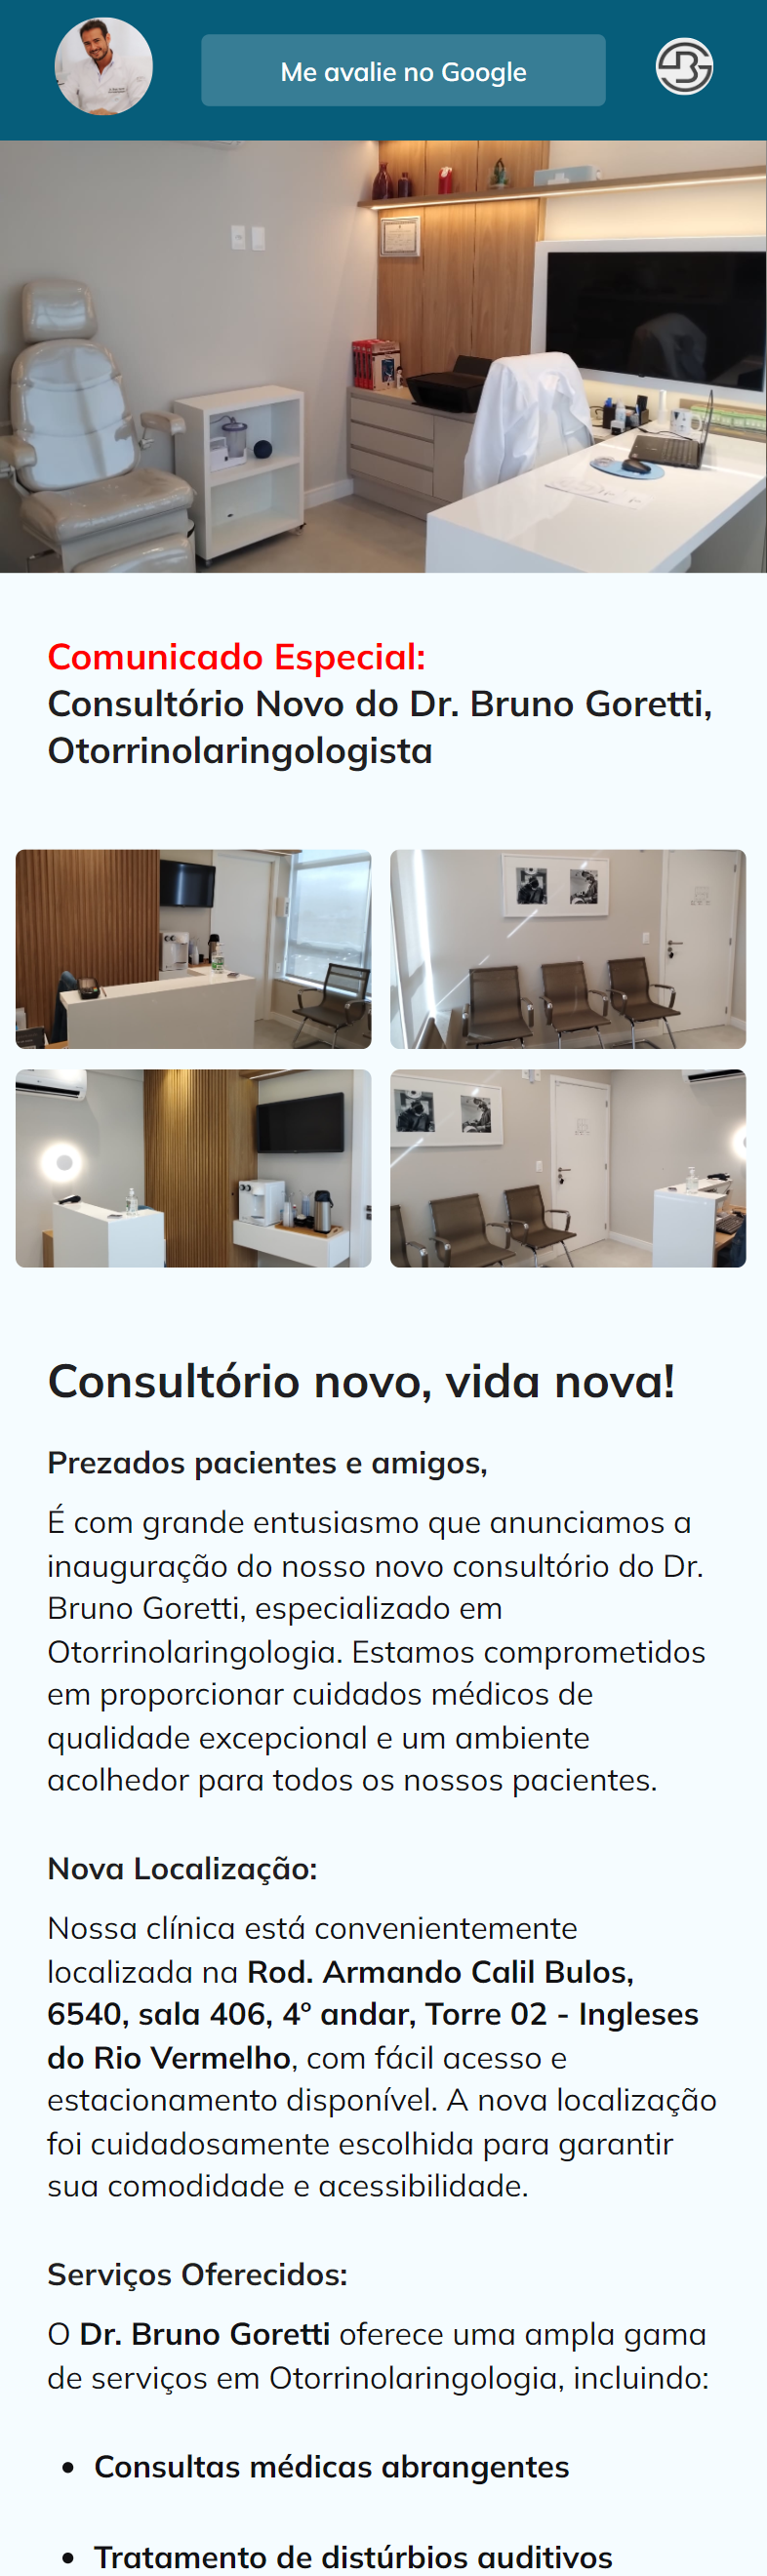 Me avalie no Google
Comunicado Especial:
Consultório Novo do Dr. Bruno Goretti,
Otorrinolaringologista
Consultório novo, vida nova!
Prezados pacientes e amigos,
É com grande entusiasmo que anunciamos a
inauguração do nosso novo consultório do Dr.
Bruno Goretti, especializado em
Otorrinolaringologia. Estamos comprometidos
em proporcionar cuidados médicos de
qualidade excepcional e um ambiente
acolhedor para todos os nossos pacientes.
Nova Localização:
Nossa clínica está convenientemente
localizada na Rod. Armando Calil Bulos,
6540, sala 406, 4º andar, Torre 02 - Ingleses
do Rio Vermelho, com fácil acesso e
estacionamento disponível. A nova localização
foi cuidadosamente escolhida para garantir
sua comodidade e acessibilidade.
Serviços Oferecidos:
O Dr. Bruno Goretti oferece uma ampla gama
de serviços em Otorrinolaringologia, incluindo:
• Consultas médicas abrangentes
• Tratamento de distúrbios auditivos